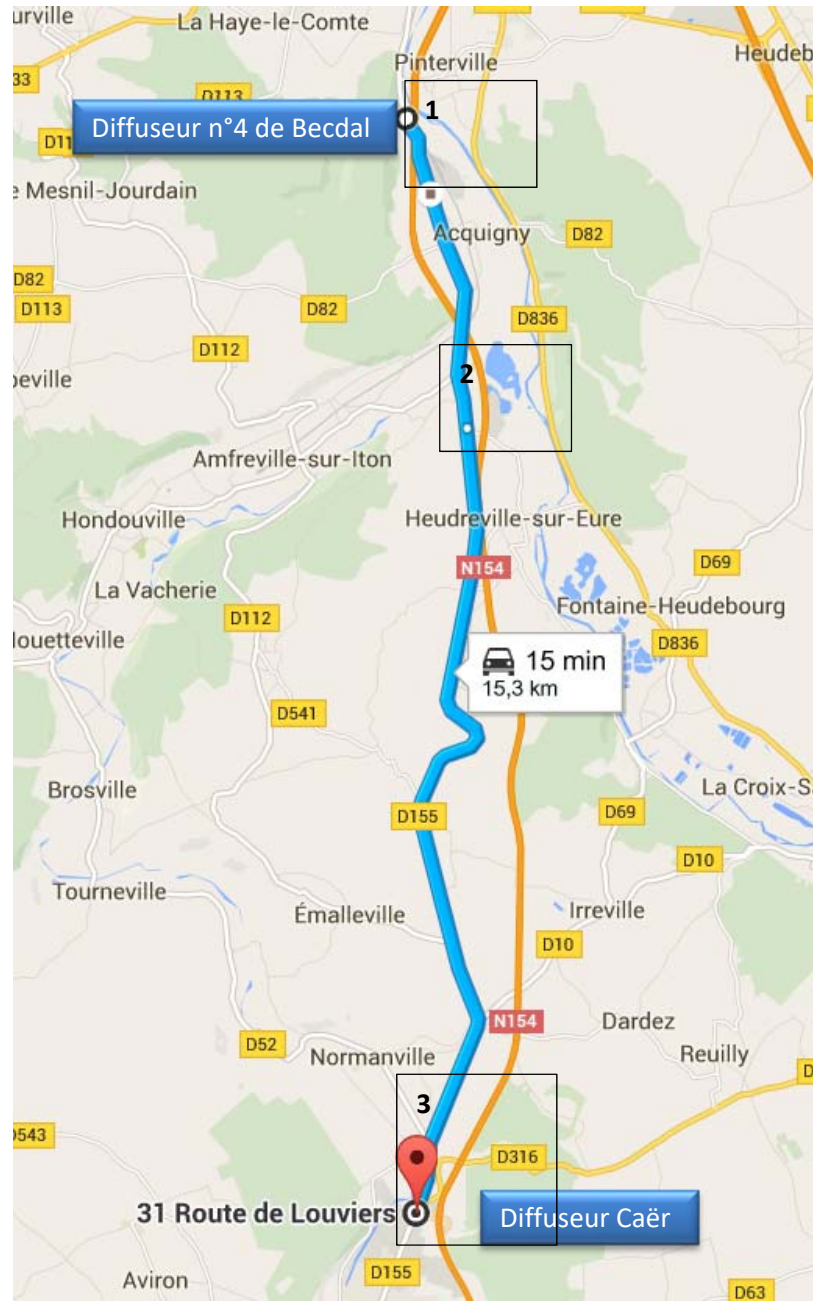 urville
La Haye-le-Comte
Pinterville
Heudeb
33
D113
1
Diffuseur n°4 de Becdal
D11
e Mesnil-Jourdain
Acquigny
D82
D82
D113
D82
D836
D112
2
peville
Amfreville-sur-Iton
Hondouville
Heudreville-sur-Eure
N154
D69
La Vacherie
Fontaine-Heudebourg
D112
D836
louetteville
15 min
15,3 km
D541
Brosville
La Croix-S
D155
D69
D10
Tourneville
Émalleville
Irreville
D10
N154
Dardez
D52
Normanville
Reuilly
D
3
D543
D316
31 Route de Louviers
Diffuseur Caër
D155
Aviron
D63